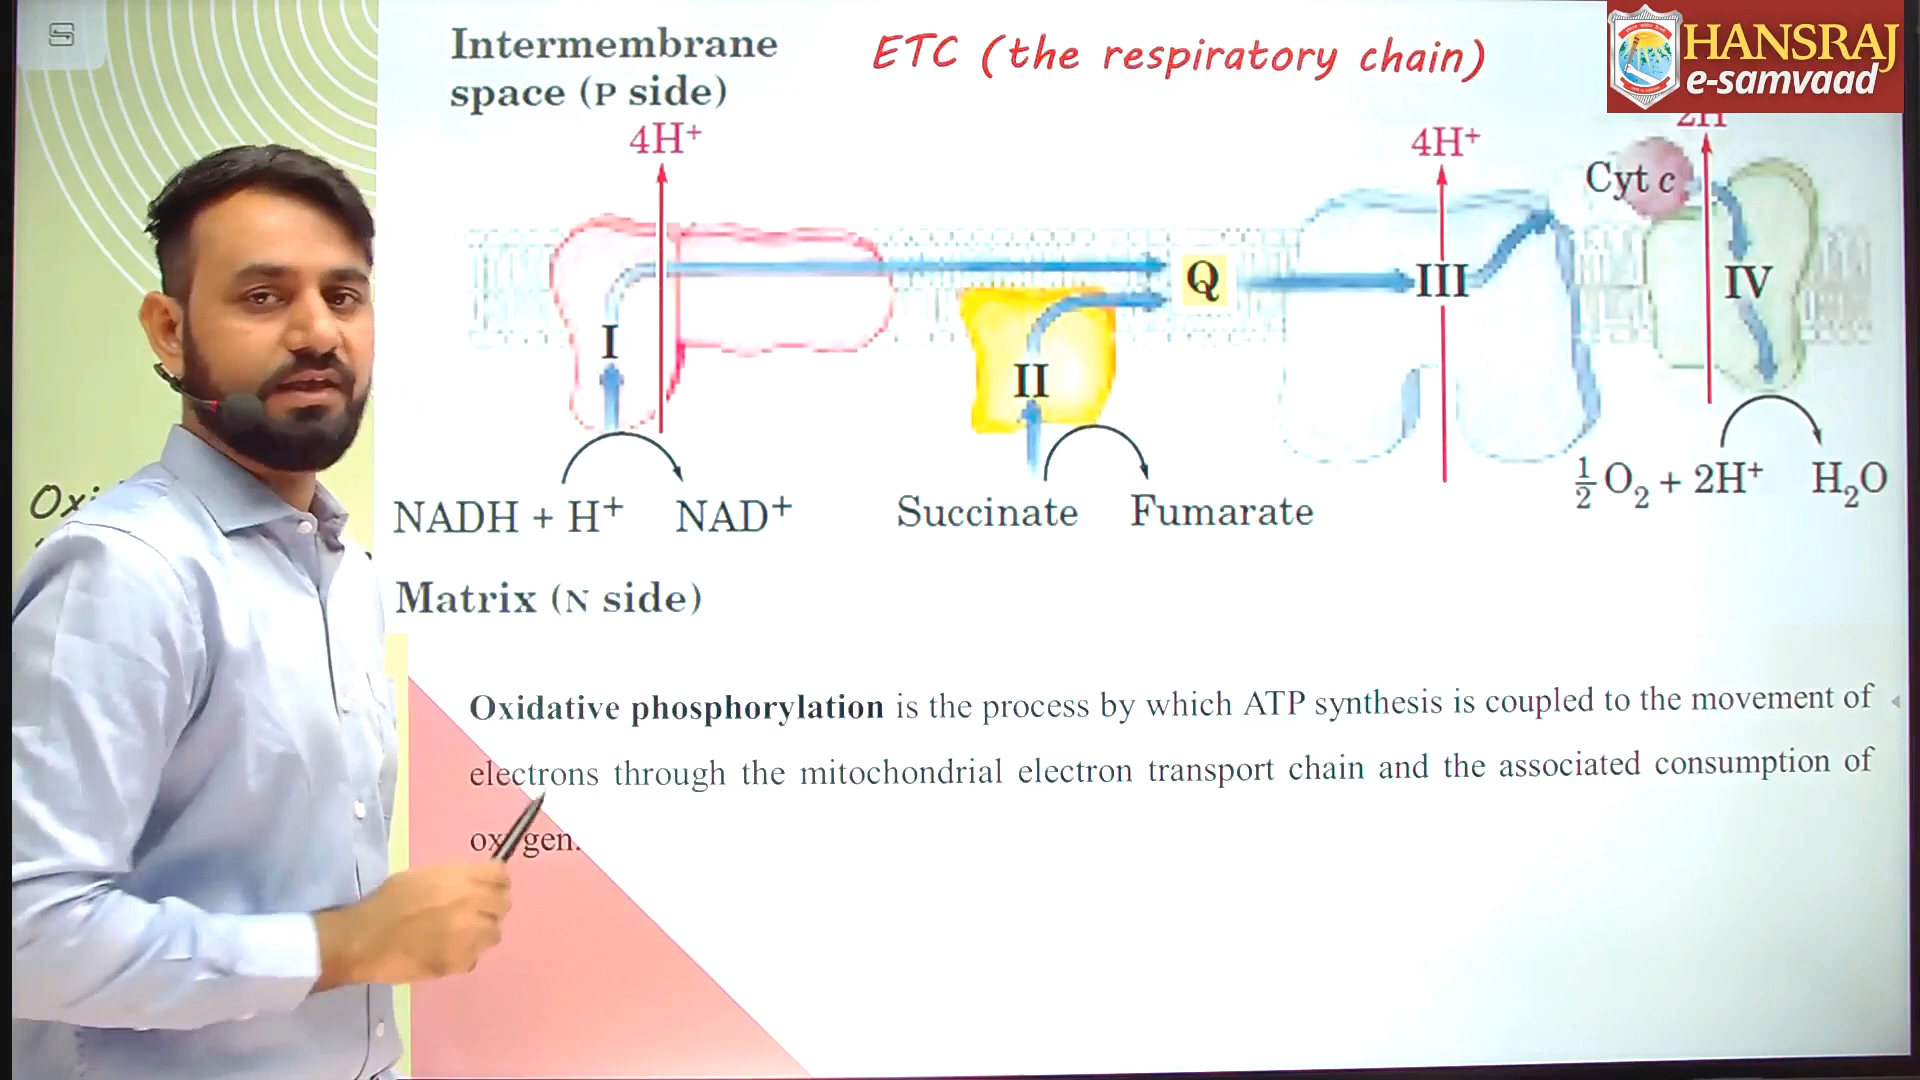 Intermembrane
space (P side)
ETC (the respiratory chain)
HANSRAJ
e-samvaad
4H+
4H+
Cyt c
Q
III
IV
I
II
NADH + H+
NAD+
Succinate
Fumarate
½ O₂ + 2H+
H₂O
Matrix (N side)
Oxidative phosphorylation is the process by which ATP synthesis is coupled to the movement of
electrons through the mitochondrial electron transport chain and the associated consumption of
oxygen.